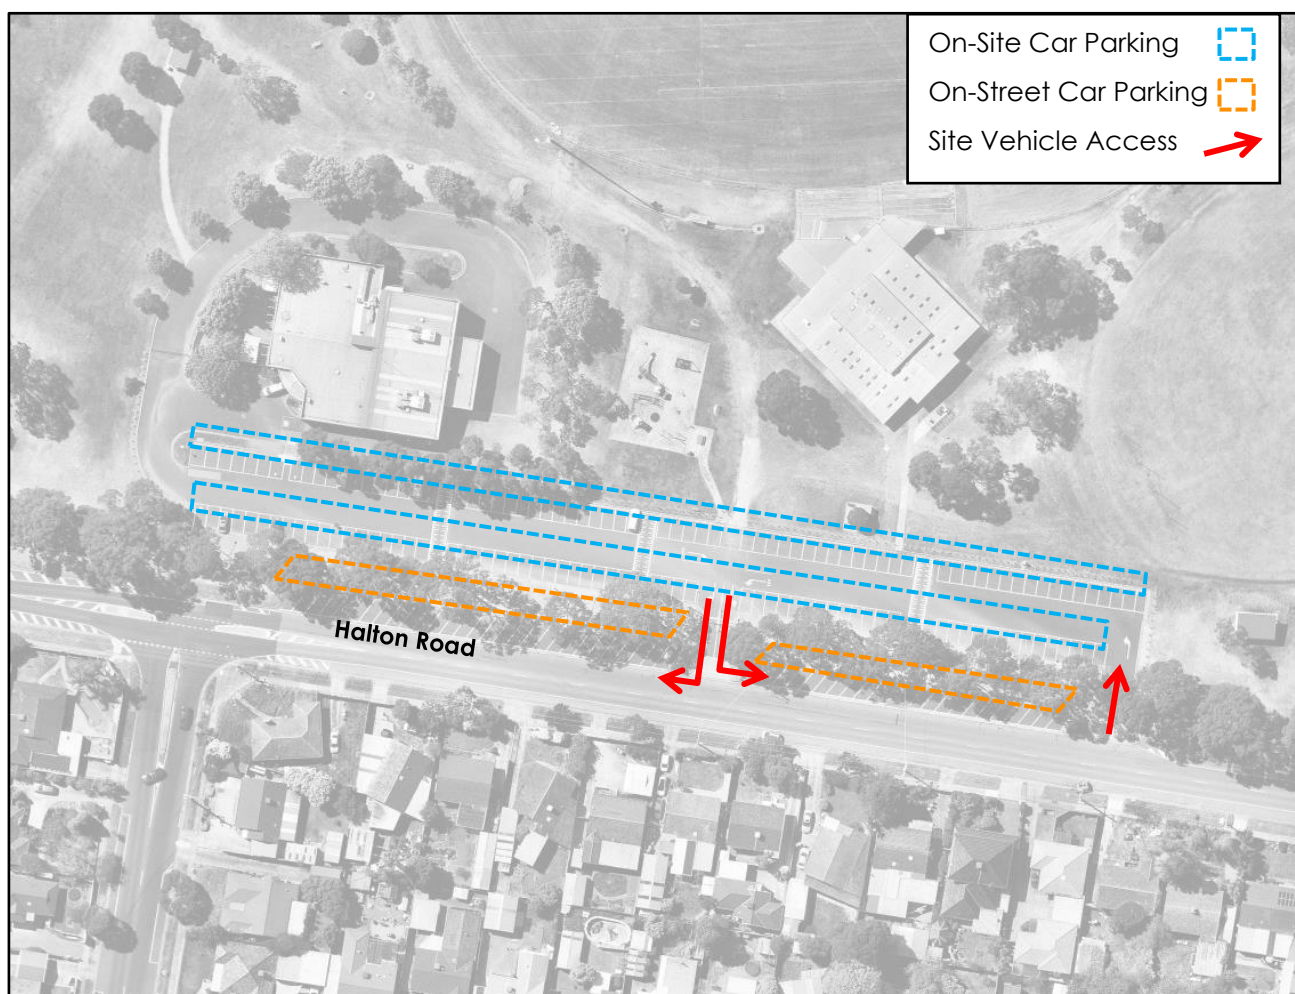 On-Site Car Parking
On-Street Car Parking
Site Vehicle Access
Halton Road